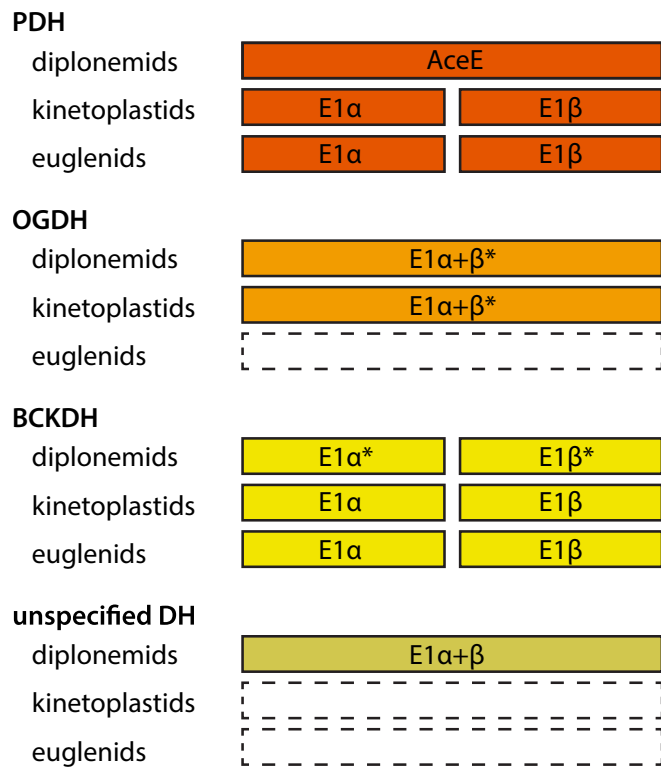 PDH
diplonemids AceE
kinetoplastids E1α E1β
euglenids E1α E1β
OGDH
diplonemids E1α+β*
kinetoplastids E1α+β*
euglenids
BCKDH
diplonemids E1α* E1β*
kinetoplastids E1α E1β
euglenids E1α E1β
unspecified DH
diplonemids E1α+β
kinetoplastids
euglenids